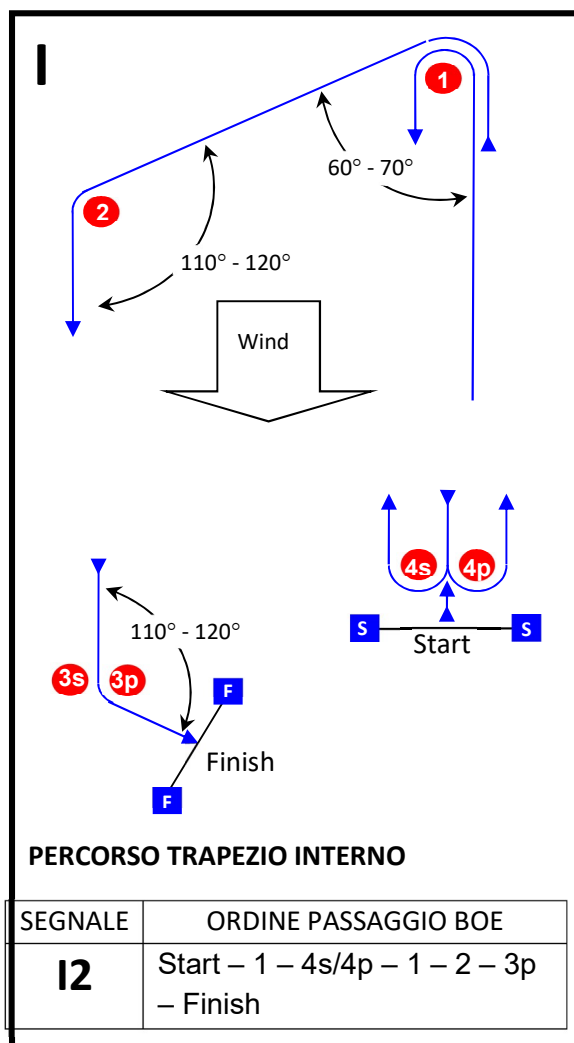 I
1
60° - 70°
2
110° - 120°
Wind
4s 4p
S S
Start
110° - 120°
3s 3p
F
Finish
F
PERCORSO TRAPEZIO INTERNO
SEGNALE ORDINE PASSAGGIO BOE
I2 Start – 1 – 4s/4p – 1 – 2 – 3p
– Finish